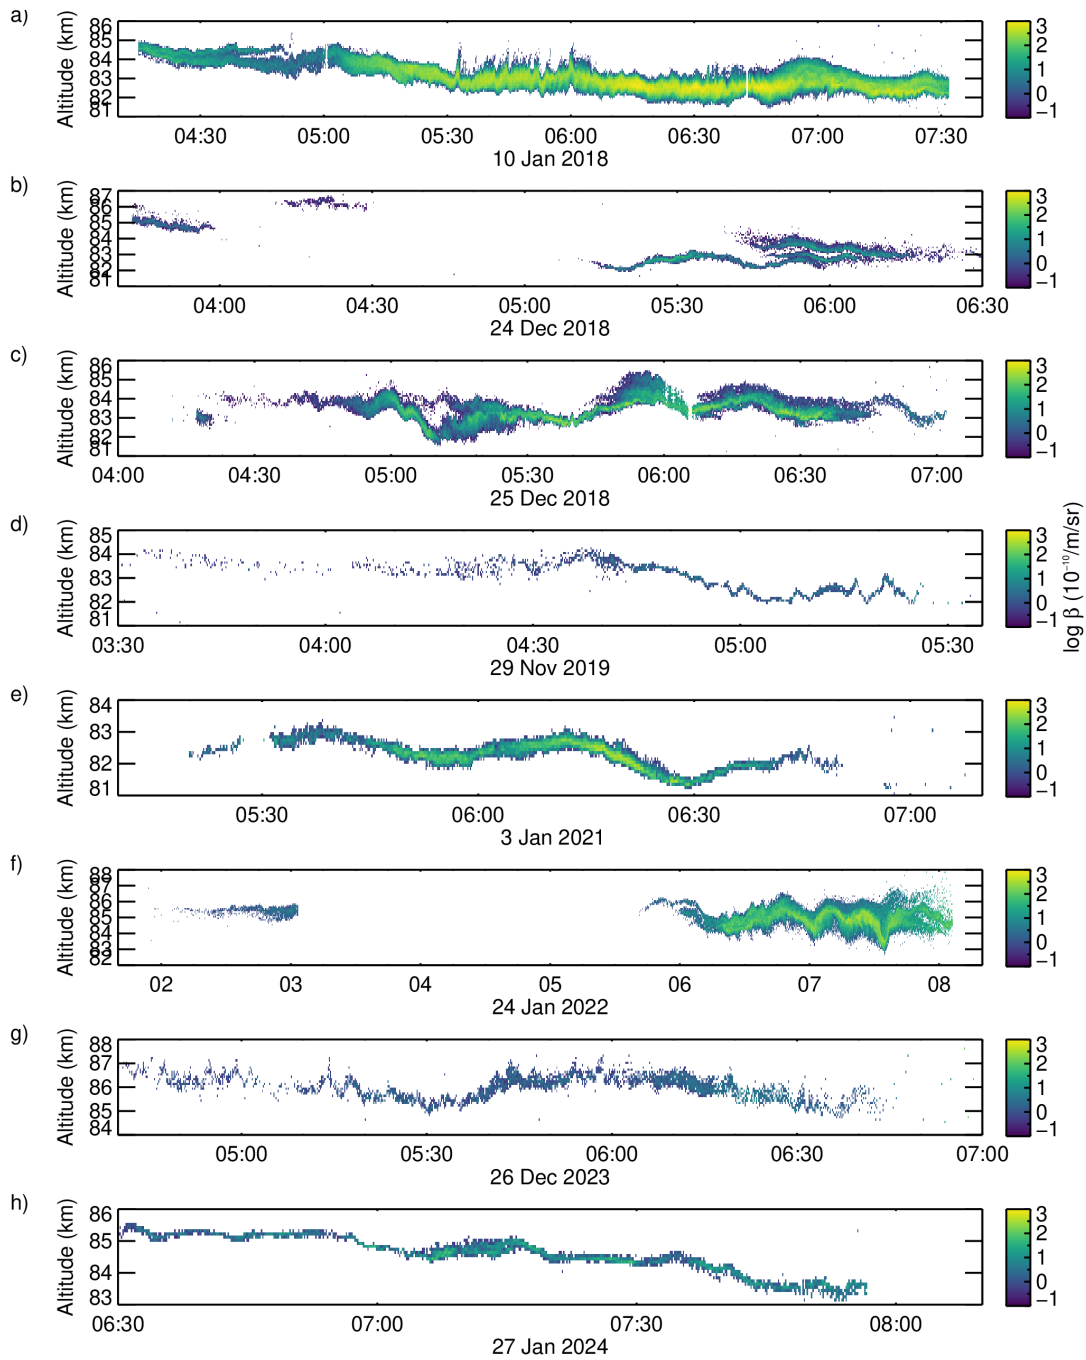 a)
Altitude (km)
86
85
84
83
82
81
04:30 05:00 05:30 06:00 06:30 07:00 07:30
10 Jan 2018
3
2
1
0
−1
b)
Altitude (km)
87
86
85
84
83
82
81
04:00 04:30 05:00 05:30 06:00 06:30
24 Dec 2018
3
2
1
0
−1
c)
Altitude (km)
86
85
84
83
82
81
04:00 04:30 05:00 05:30 06:00 06:30 07:00
25 Dec 2018
3
2
1
0
−1
d)
Altitude (km)
85
84
83
82
81
03:30 04:00 04:30 05:00 05:30
29 Nov 2019
3
2
1
0
−1
log β (10⁻¹⁰/m/sr)
e)
Altitude (km)
84
83
82
81
05:30 06:00 06:30 07:00
3 Jan 2021
3
2
1
0
−1
f)
Altitude (km)
88
87
86
85
84
83
82
02 03 04 05 06 07 08
24 Jan 2022
3
2
1
0
−1
g)
Altitude (km)
88
87
86
85
84
05:00 05:30 06:00 06:30 07:00
26 Dec 2023
3
2
1
0
−1
h)
Altitude (km)
86
85
84
83
06:30 07:00 07:30 08:00
27 Jan 2024
3
2
1
0
−1